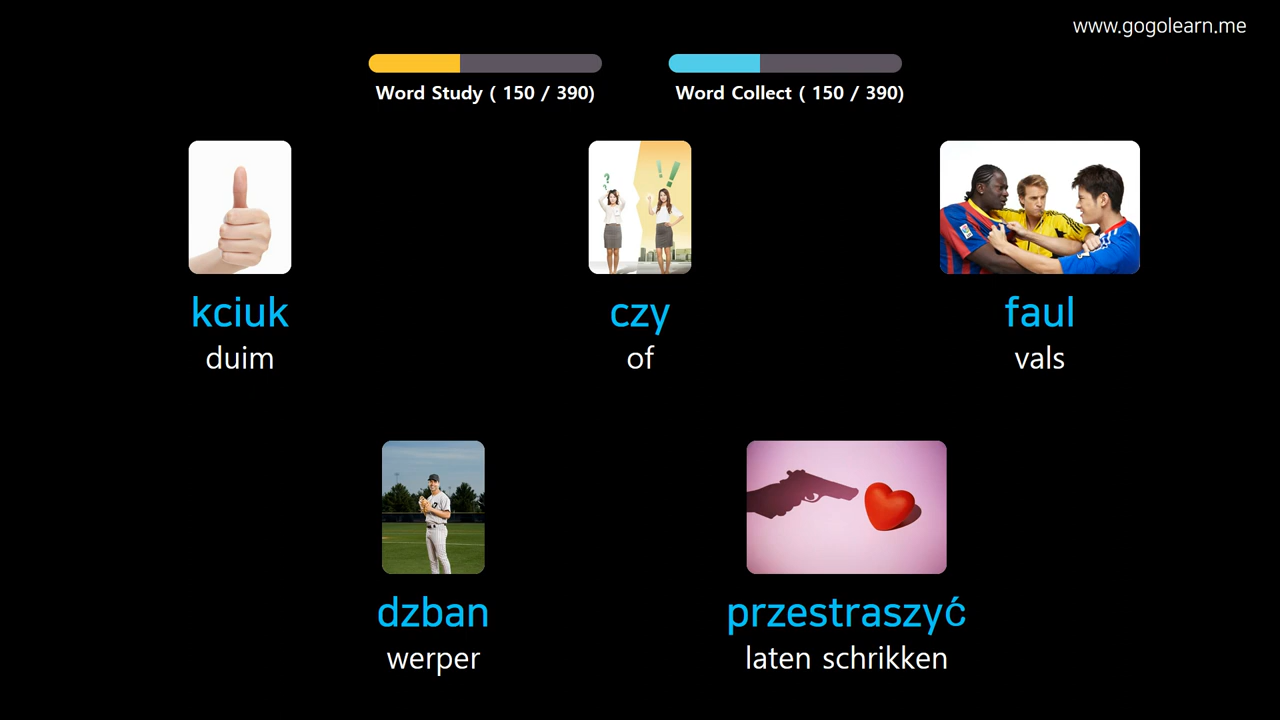 www.gogolearn.me
Word Study ( 150 / 390)
Word Collect ( 150 / 390)
kciuk
duim
czy
of
faul
vals
dzban
werper
przestraszyć
laten schrikken